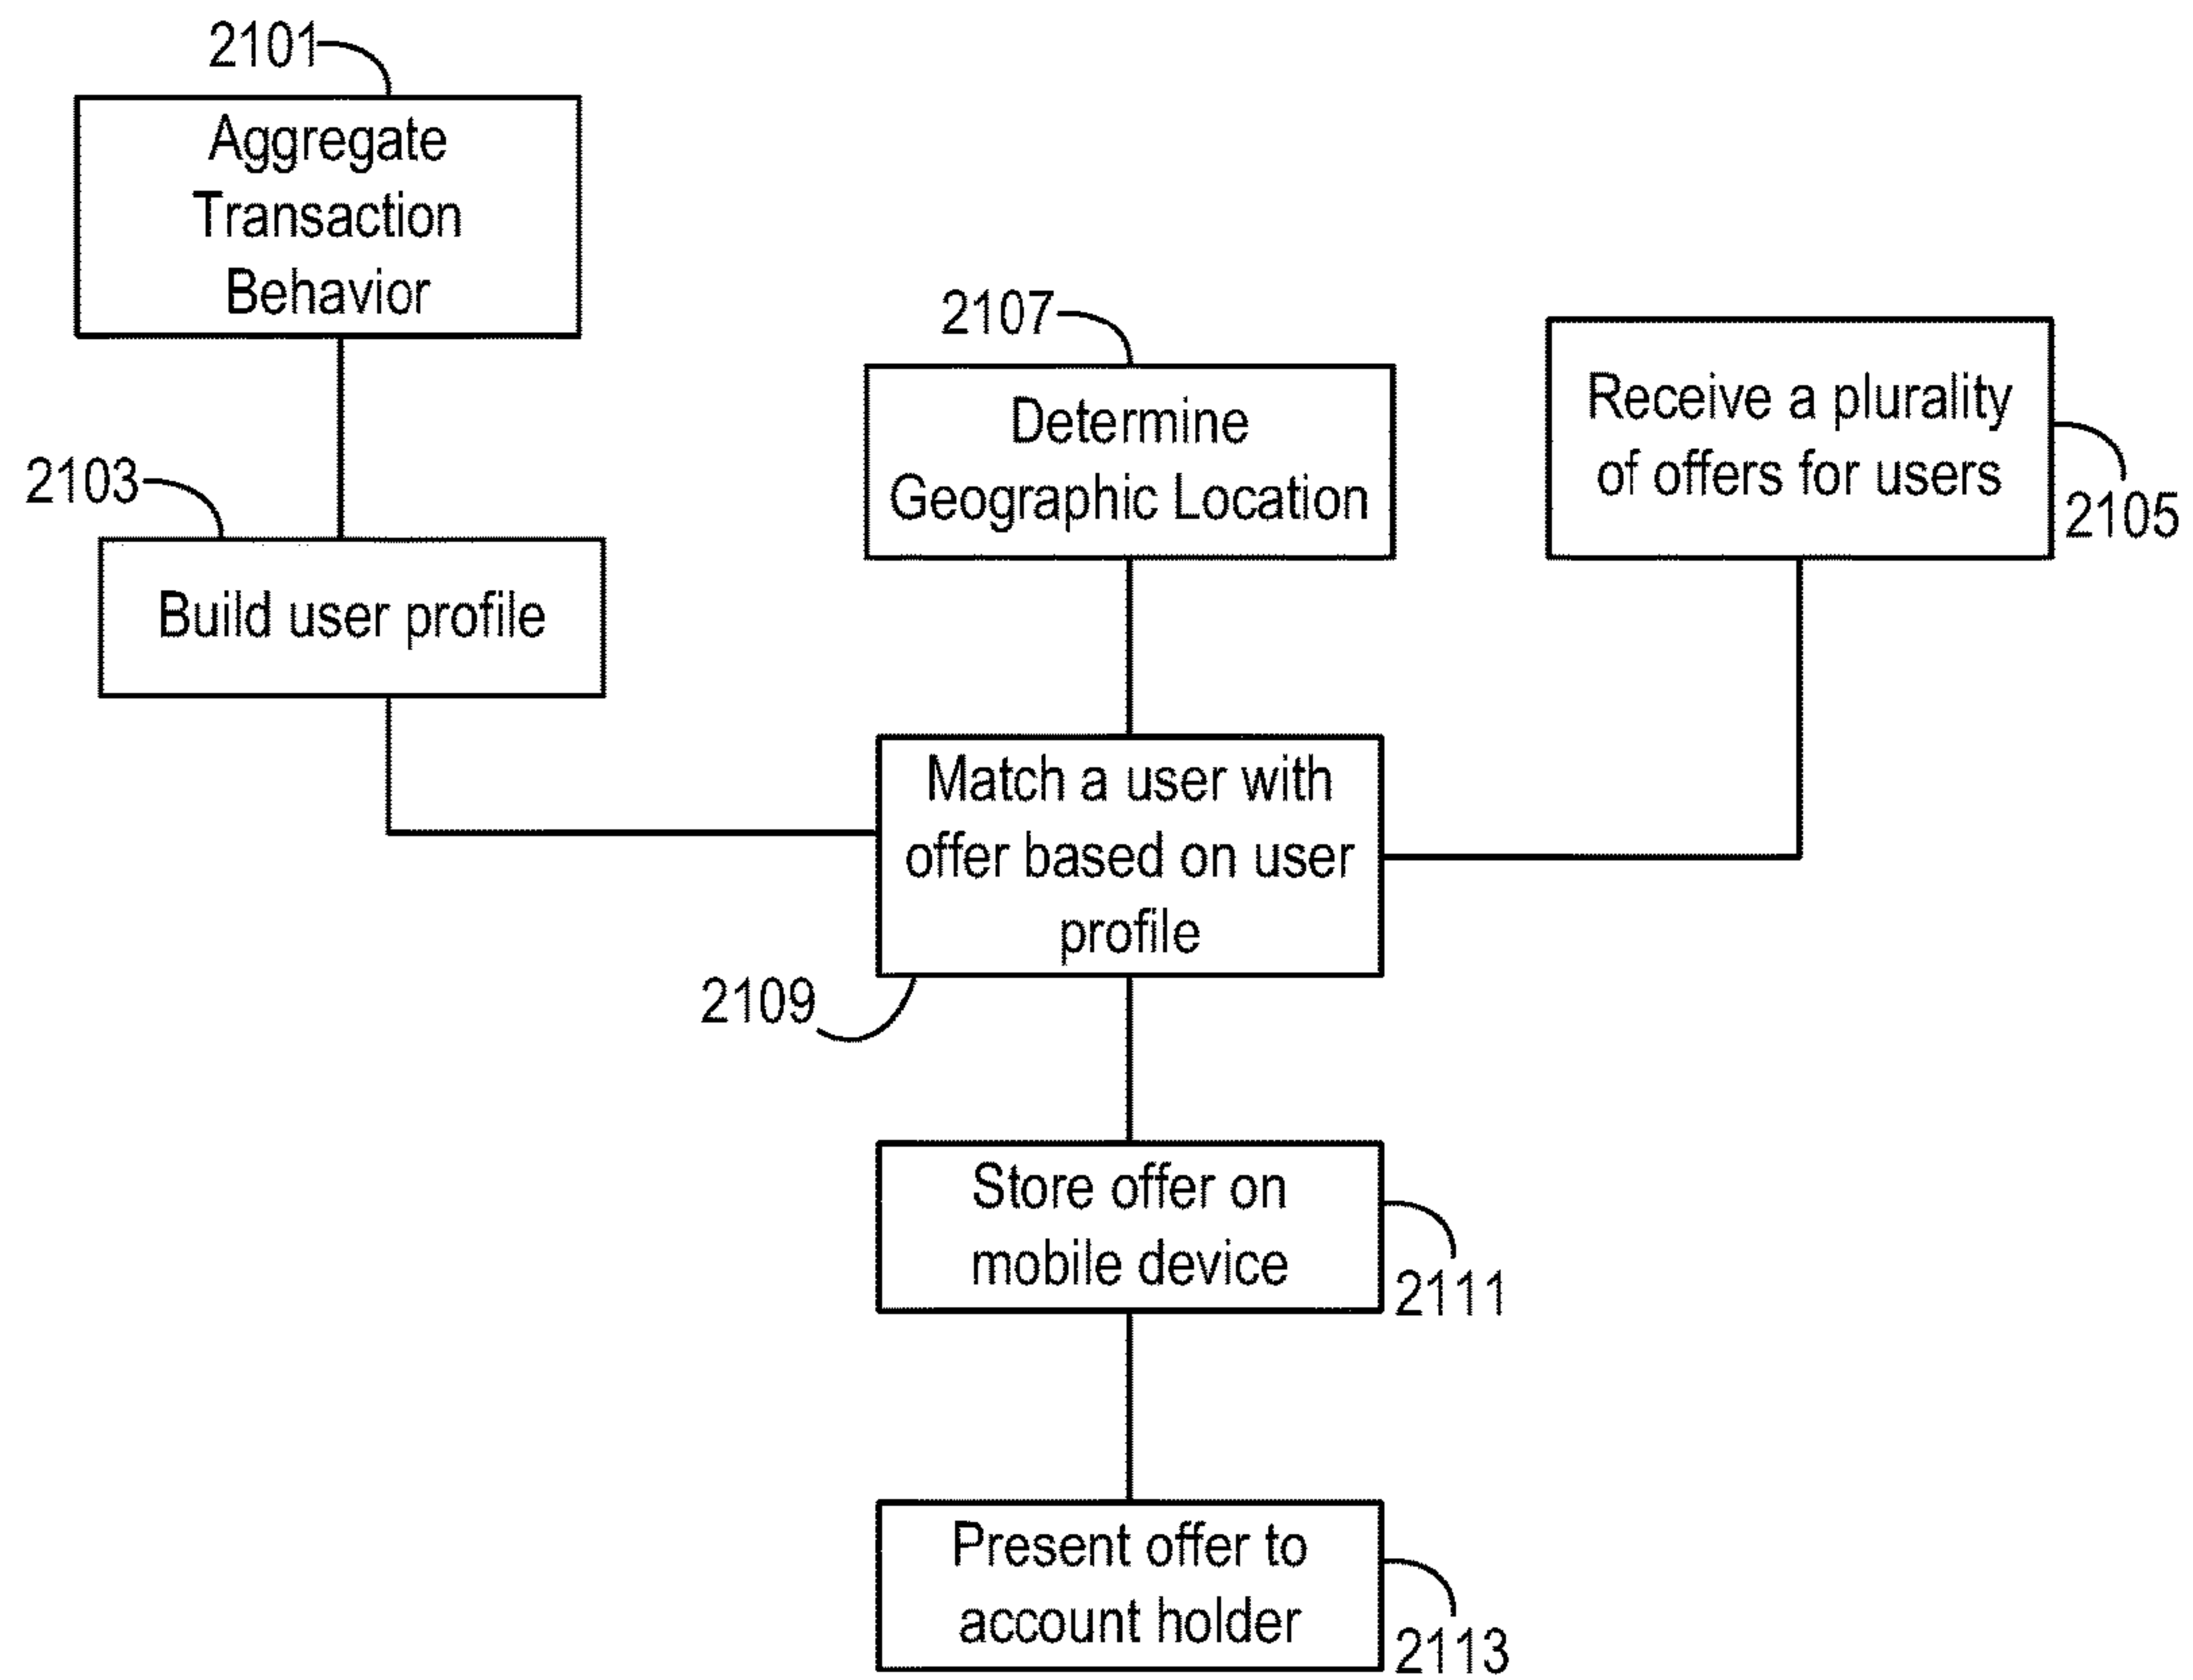 2101
Aggregate
Transaction
Behavior
2107
Determine
Geographic Location
Receive a plurality
of offers for users
2105
2103
Build user profile
Match a user with
offer based on user
profile
2109
Store offer on
mobile device
2111
Present offer to
account holder
2113